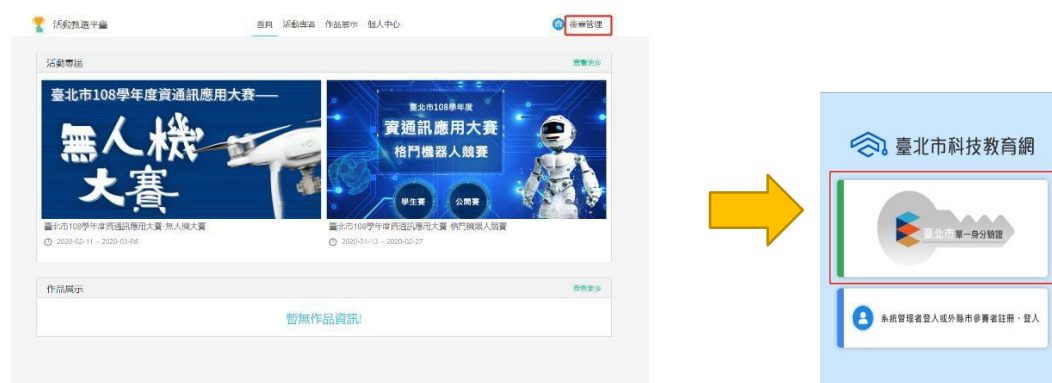 活動甄選平臺
首頁 活動專區 作品展示 個人中心
後臺管理
活動專區
查看更多
臺北市108學年度資通訊應用大賽——
無人機
大賽
臺北市108學年度
資通訊應用大賽
格鬥機器人競賽
學生賽 公開賽
臺北市108學年度資通訊應用大賽-無人機大賽
2020-02-11 ~ 2020-03-06
臺北市108學年度資通訊應用大賽-格鬥機器人競賽
2020-01-13 ~ 2020-02-27
作品展示
查看更多
暫無作品資訊!
臺北市科技教育網
臺北市單一身分驗證
系統管理者登入或外縣市參賽者註冊、登入